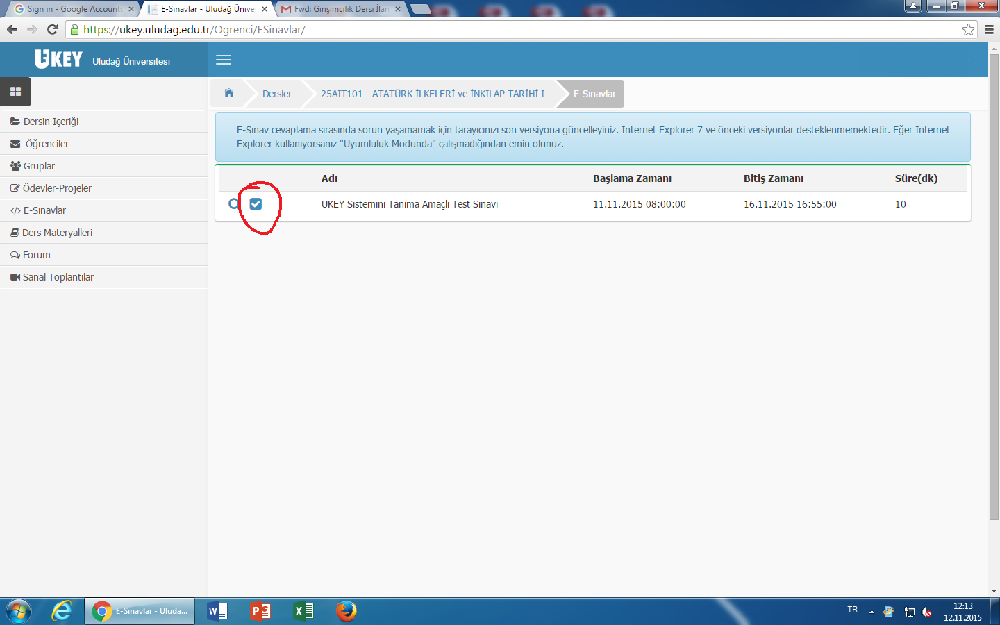 Sign in - Google Accounts
E-Sınavlar - Uludağ Üniver
Fwd: Girişimcilik Dersi İlan
https://ukey.uludag.edu.tr/Ogrenci/ESinavlar/
UKEY Uludağ Üniversitesi
Dersler
25AIT101 - ATATÜRK İLKELERİ ve İNKILAP TARİHİ I
E-Sınavlar
Dersin İçeriği
Öğrenciler
Gruplar
Ödevler-Projeler
E-Sınavlar
Ders Materyalleri
Forum
Sanal Toplantılar
E-Sınav cevaplama sırasında sorun yaşamamak için tarayıcınızı son versiyona güncelleyiniz. Internet Explorer 7 ve önceki versiyonlar desteklenmemektedir. Eğer Internet
Explorer kullanıyorsanız "Uyumluluk Modunda" çalışmadığından emin olunuz.
Adı Başlama Zamanı Bitiş Zamanı Süre(dk)
UKEY Sistemini Tanıma Amaçlı Test Sınavı 11.11.2015 08:00:00 16.11.2015 16:55:00 10
E-Sınavlar - Uluda...
TR
12:13
12.11.2015